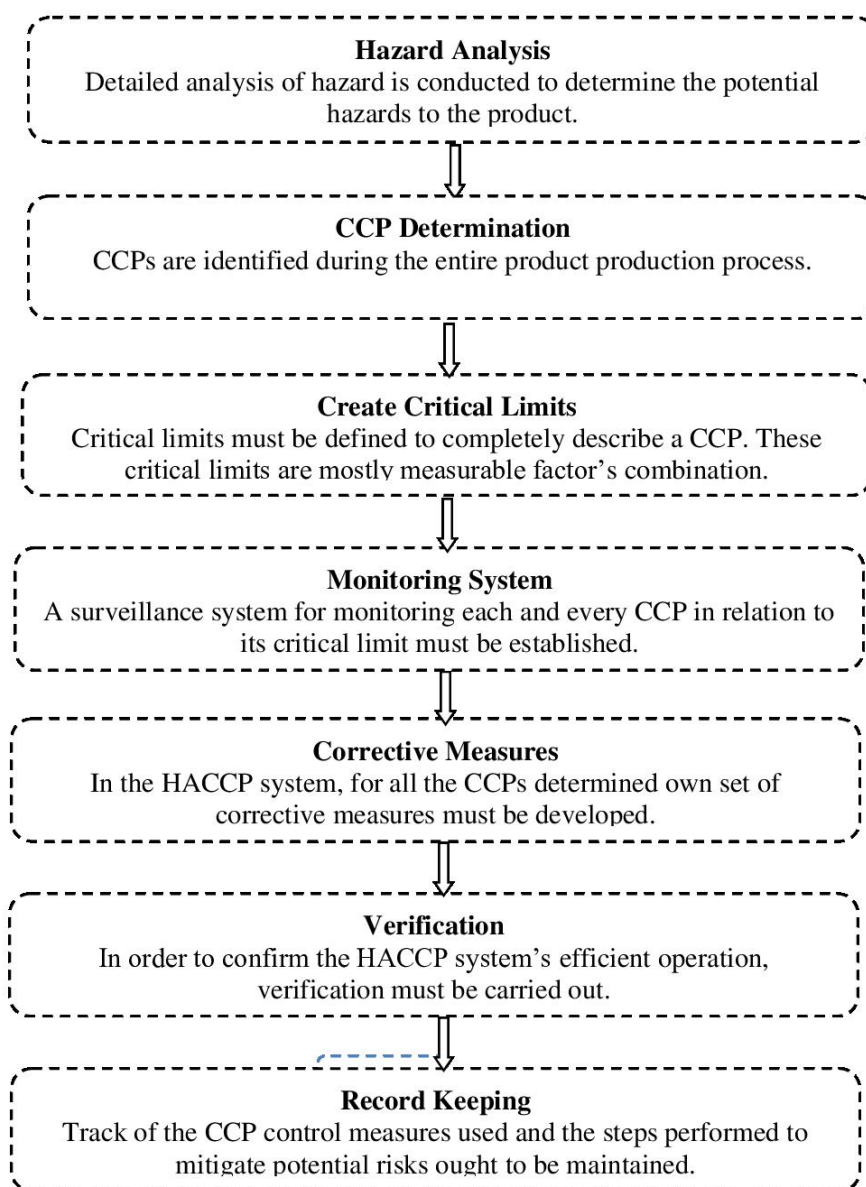 Hazard Analysis
Detailed analysis of hazard is conducted to determine the potential
hazards to the product.
CCP Determination
CCPs are identified during the entire product production process.
Create Critical Limits
Critical limits must be defined to completely describe a CCP. These
critical limits are mostly measurable factor’s combination.
Monitoring System
A surveillance system for monitoring each and every CCP in relation to
its critical limit must be established.
Corrective Measures
In the HACCP system, for all the CCPs determined own set of
corrective measures must be developed.
Verification
In order to confirm the HACCP system’s efficient operation,
verification must be carried out.
Record Keeping
Track of the CCP control measures used and the steps performed to
mitigate potential risks ought to be maintained.